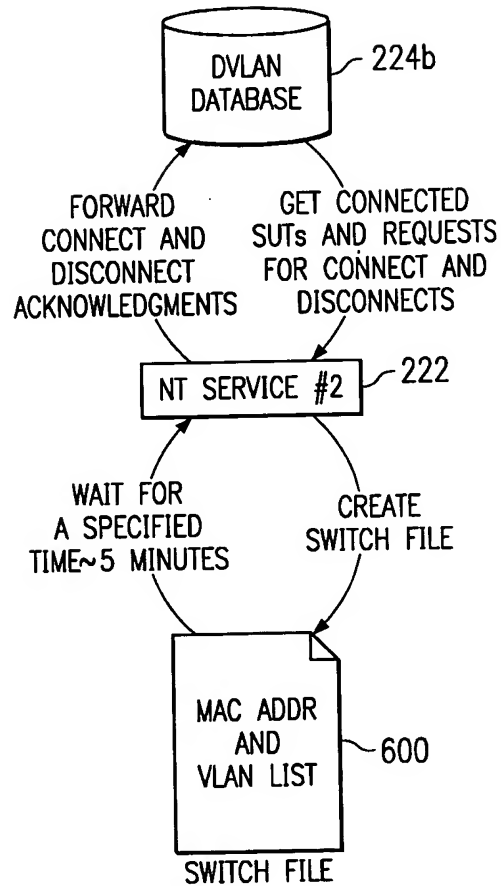 DVLAN
DATABASE
224b
FORWARD
CONNECT AND
DISCONNECT
ACKNOWLEDGMENTS
GET CONNECTED
SUTs AND REQUESTS
FOR CONNECT AND
DISCONNECTS
NT SERVICE #2
222
WAIT FOR
A SPECIFIED
TIME~5 MINUTES
CREATE
SWITCH FILE
MAC ADDR
AND
VLAN LIST
600
SWITCH FILE